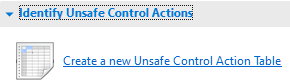 Identify Unsafe Control Actions
Create a new Unsafe Control Action Table